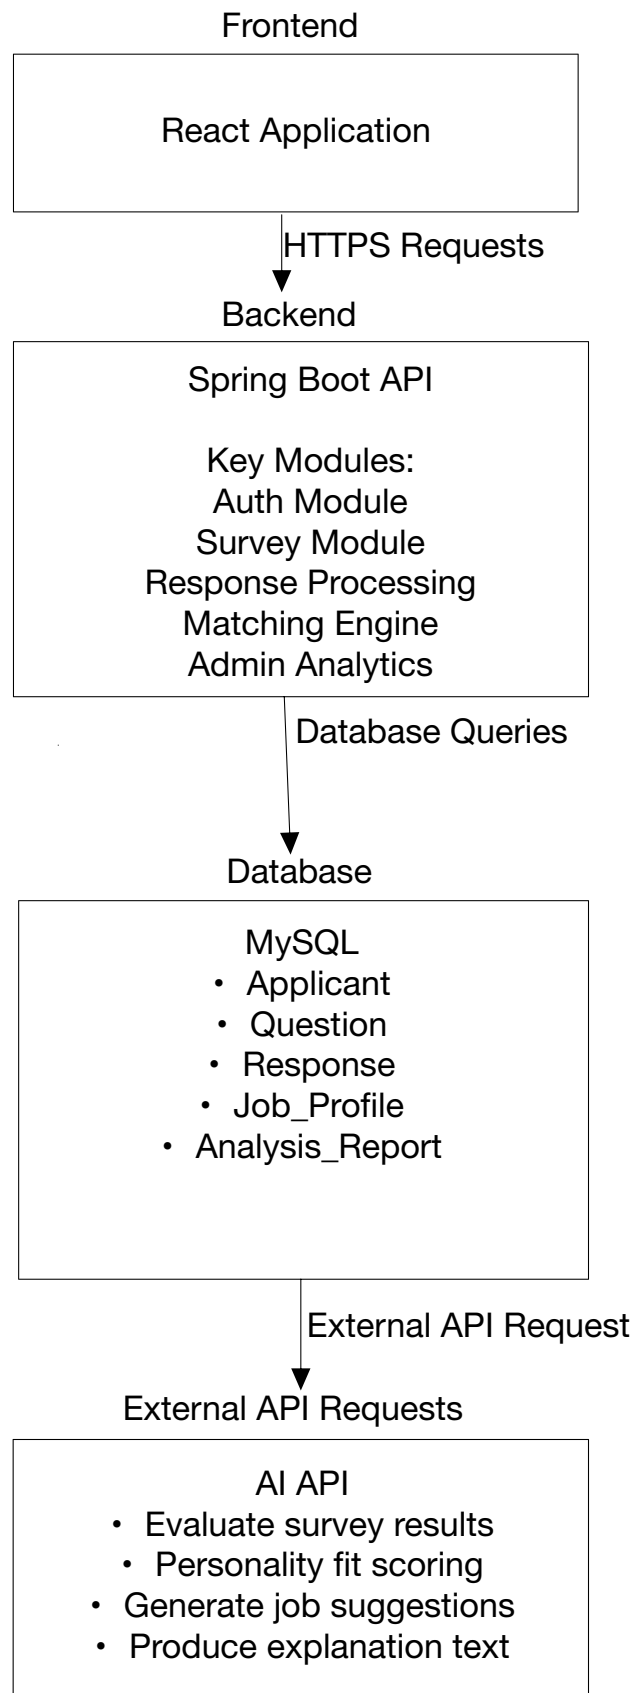 Frontend
React Application
HTTPS Requests
Backend
Spring Boot API
Key Modules:
Auth Module
Survey Module
Response Processing
Matching Engine
Admin Analytics
Database Queries
Database
MySQL
• Applicant
• Question
• Response
• Job_Profile
• Analysis_Report
External API Request
External API Requests
AI API
• Evaluate survey results
• Personality fit scoring
• Generate job suggestions
• Produce explanation text